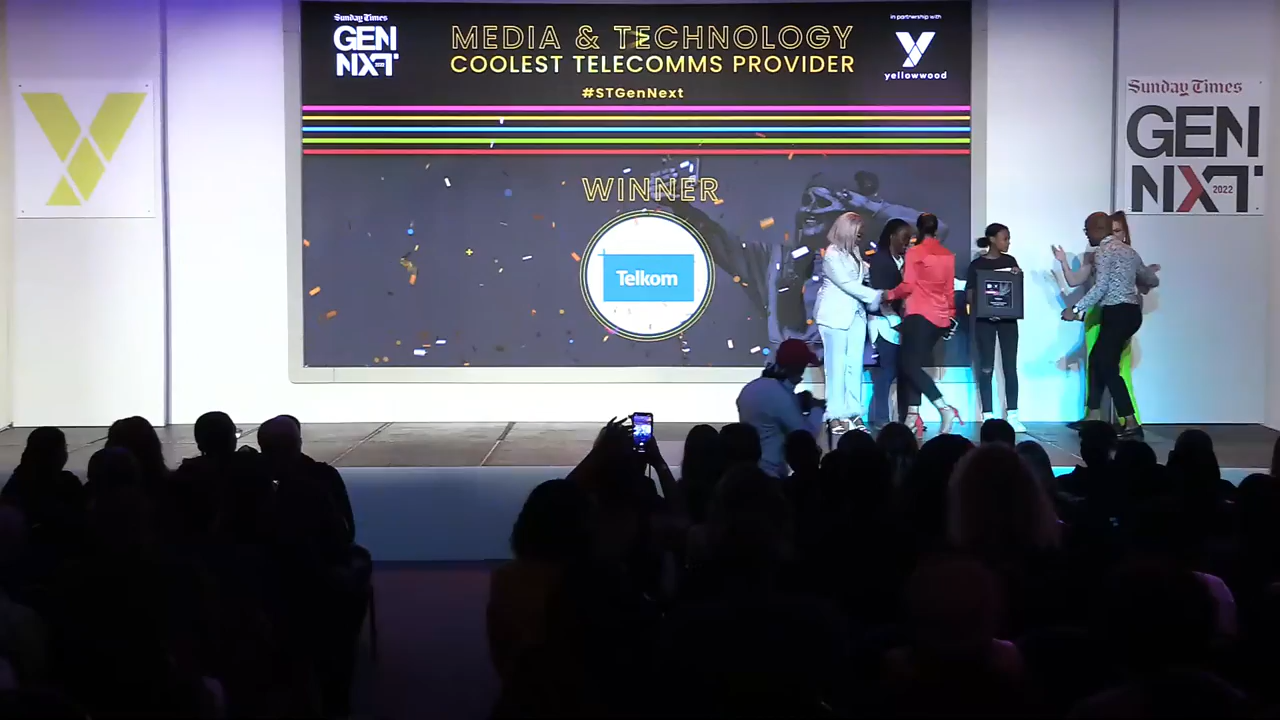 Sunday Times
GEN
NXT
2022
MEDIA & TECHNOLOGY
COOLEST TELECOMMS PROVIDER
#STGenNext
in partnership with
yellowwood
WINNER
Telkom
Sunday Times
GEN
NXT
2022